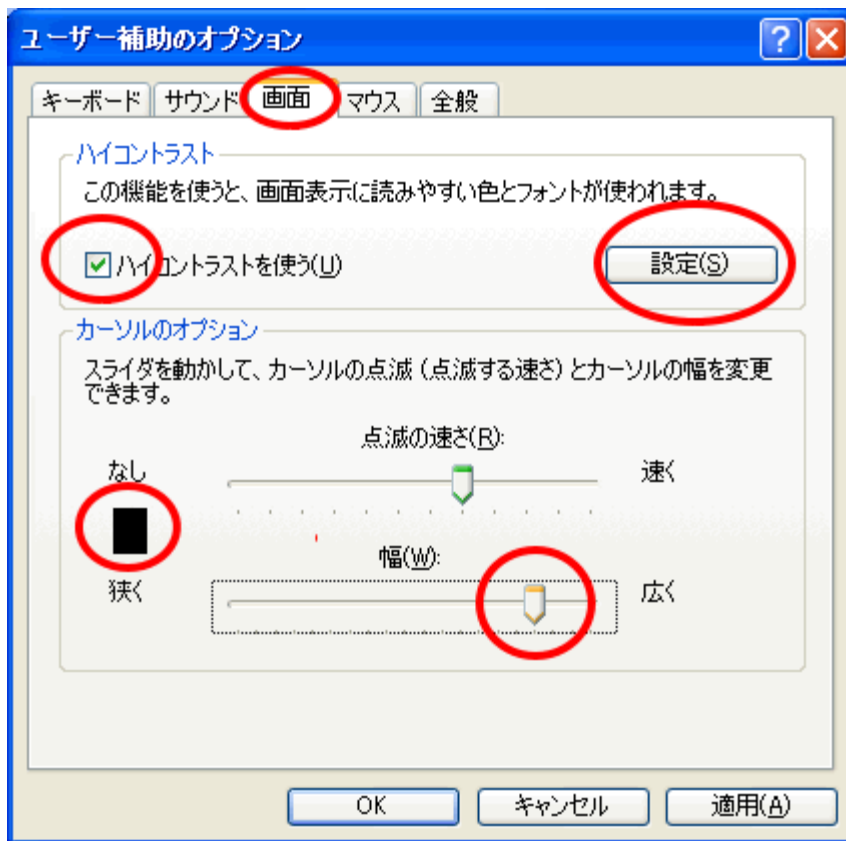 ユーザー補助のオプション
キーボード サウンド 画面 マウス 全般
ハイコントラスト
この機能を使うと、画面表示に読みやすい色とフォントが使われます。
ハイコントラストを使う(U) 設定(S)
カーソルのオプション
スライダを動かして、カーソルの点滅 (点滅する速さ) とカーソルの幅を変更
できます。
点滅の速さ(R):
なし 速く
幅(W):
狭く 広く
OK キャンセル 適用(A)